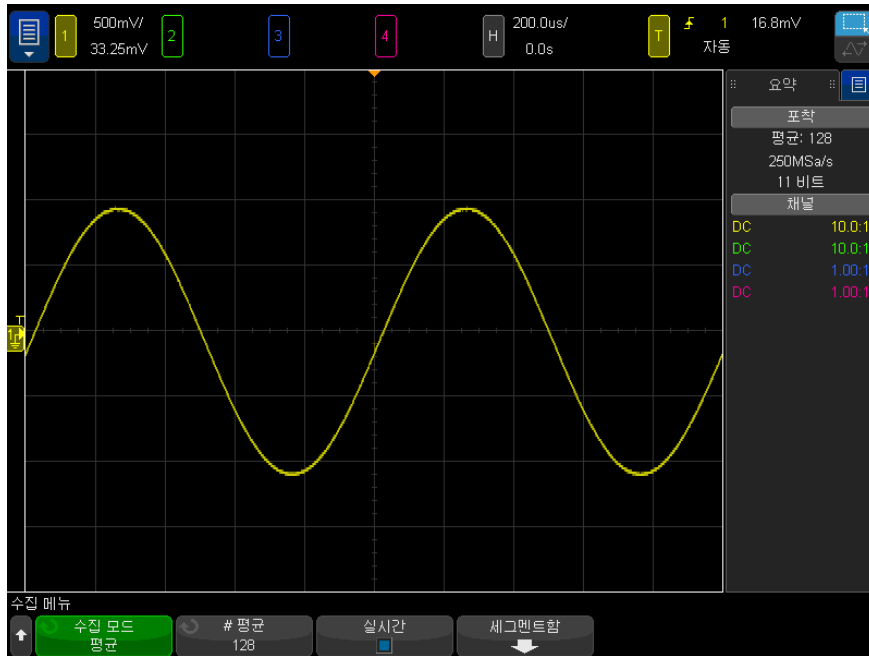 1 500mV/ 2 3 4 H 200.0us/ T 1 16.8mV
33.25mV 0.0s 자동
요약
포착
평균: 128
250MSa/s
11 비트
채널
DC 10.0:1
DC 10.0:1
DC 1.00:1
DC 1.00:1
T
1
수집 메뉴
수집 모드 # 평균 실시간 세그멘트함
평균 128